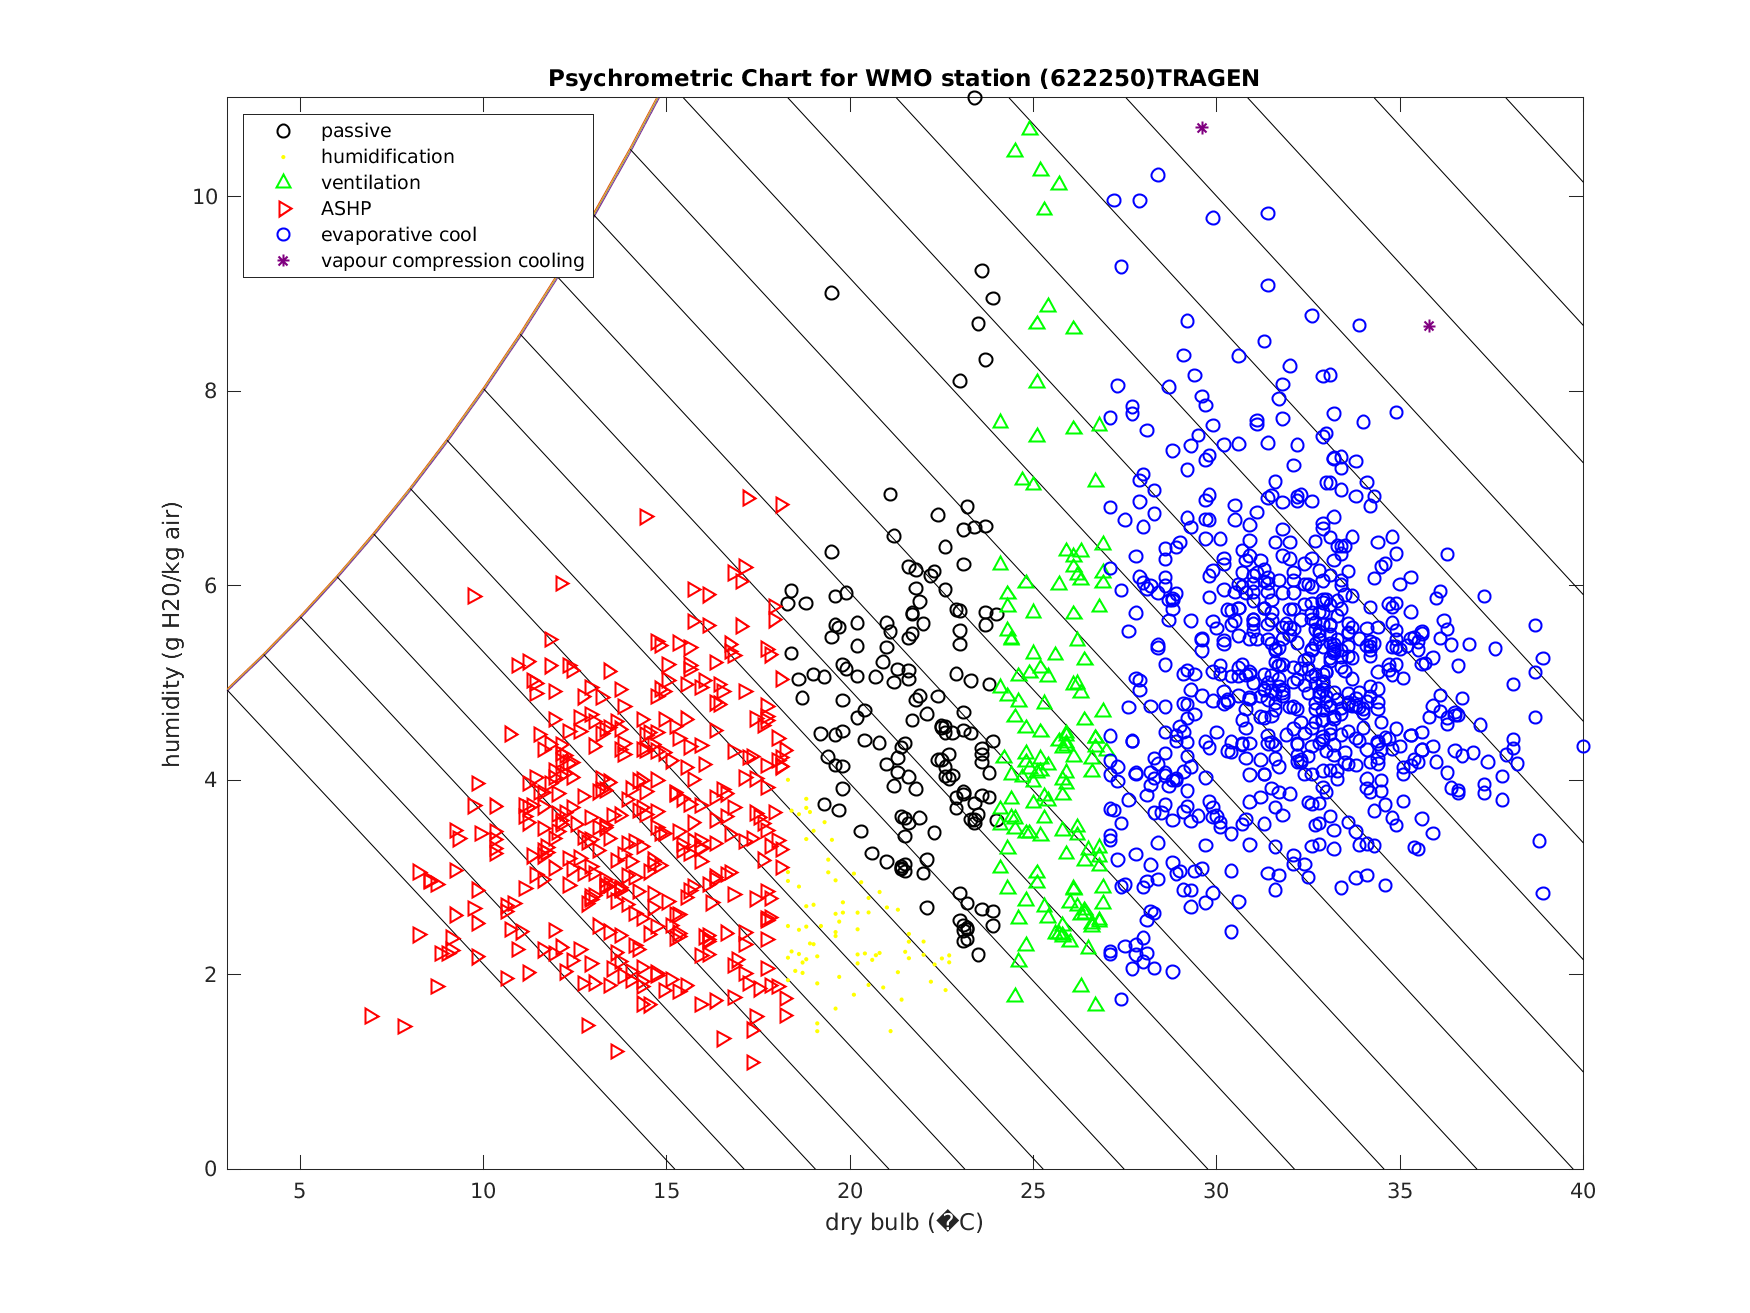 Psychrometric Chart for WMO station (622250)TRAGEN
passive
humidification
ventilation
ASHP
evaporative cool
vapour compression cooling
humidity (g H20/kg air)
10
8
6
4
2
0
5 10 15 20 25 30 35 40
dry bulb (�C)